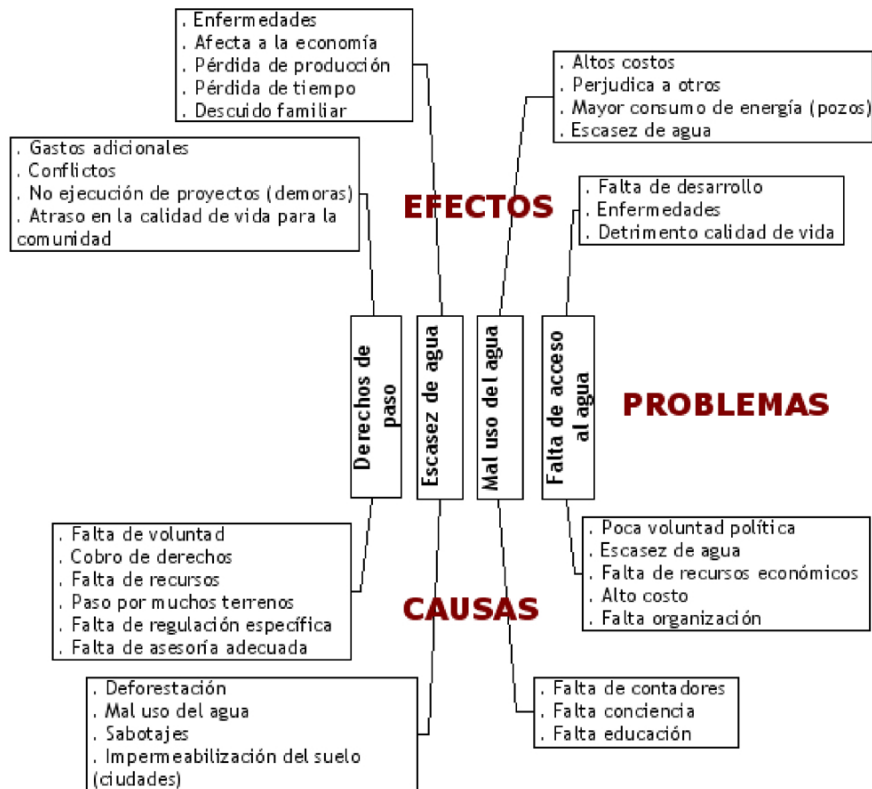 . Enfermedades
. Afecta a la economía
. Pérdida de producción
. Pérdida de tiempo
. Descuido familiar
. Altos costos
. Perjudica a otros
. Mayor consumo de energía (pozos)
. Escasez de agua
. Gastos adicionales
. Conflictos
. No ejecución de proyectos (demoras)
. Atraso en la calidad de vida para la
comunidad
EFECTOS
. Falta de desarrollo
. Enfermedades
. Detrimento calidad de vida
Derechos de
paso
Escasez de agua
Mal uso del agua
Falta de acceso
al agua
PROBLEMAS
. Falta de voluntad
. Cobro de derechos
. Falta de recursos
. Paso por muchos terrenos
. Falta de regulación específica
. Falta de asesoría adecuada
CAUSAS
. Poca voluntad política
. Escasez de agua
. Falta de recursos económicos
. Alto costo
. Falta organización
. Deforestación
. Mal uso del agua
. Sabotajes
. Impermeabilización del suelo
(ciudades)
. Falta de contadores
. Falta conciencia
. Falta educación